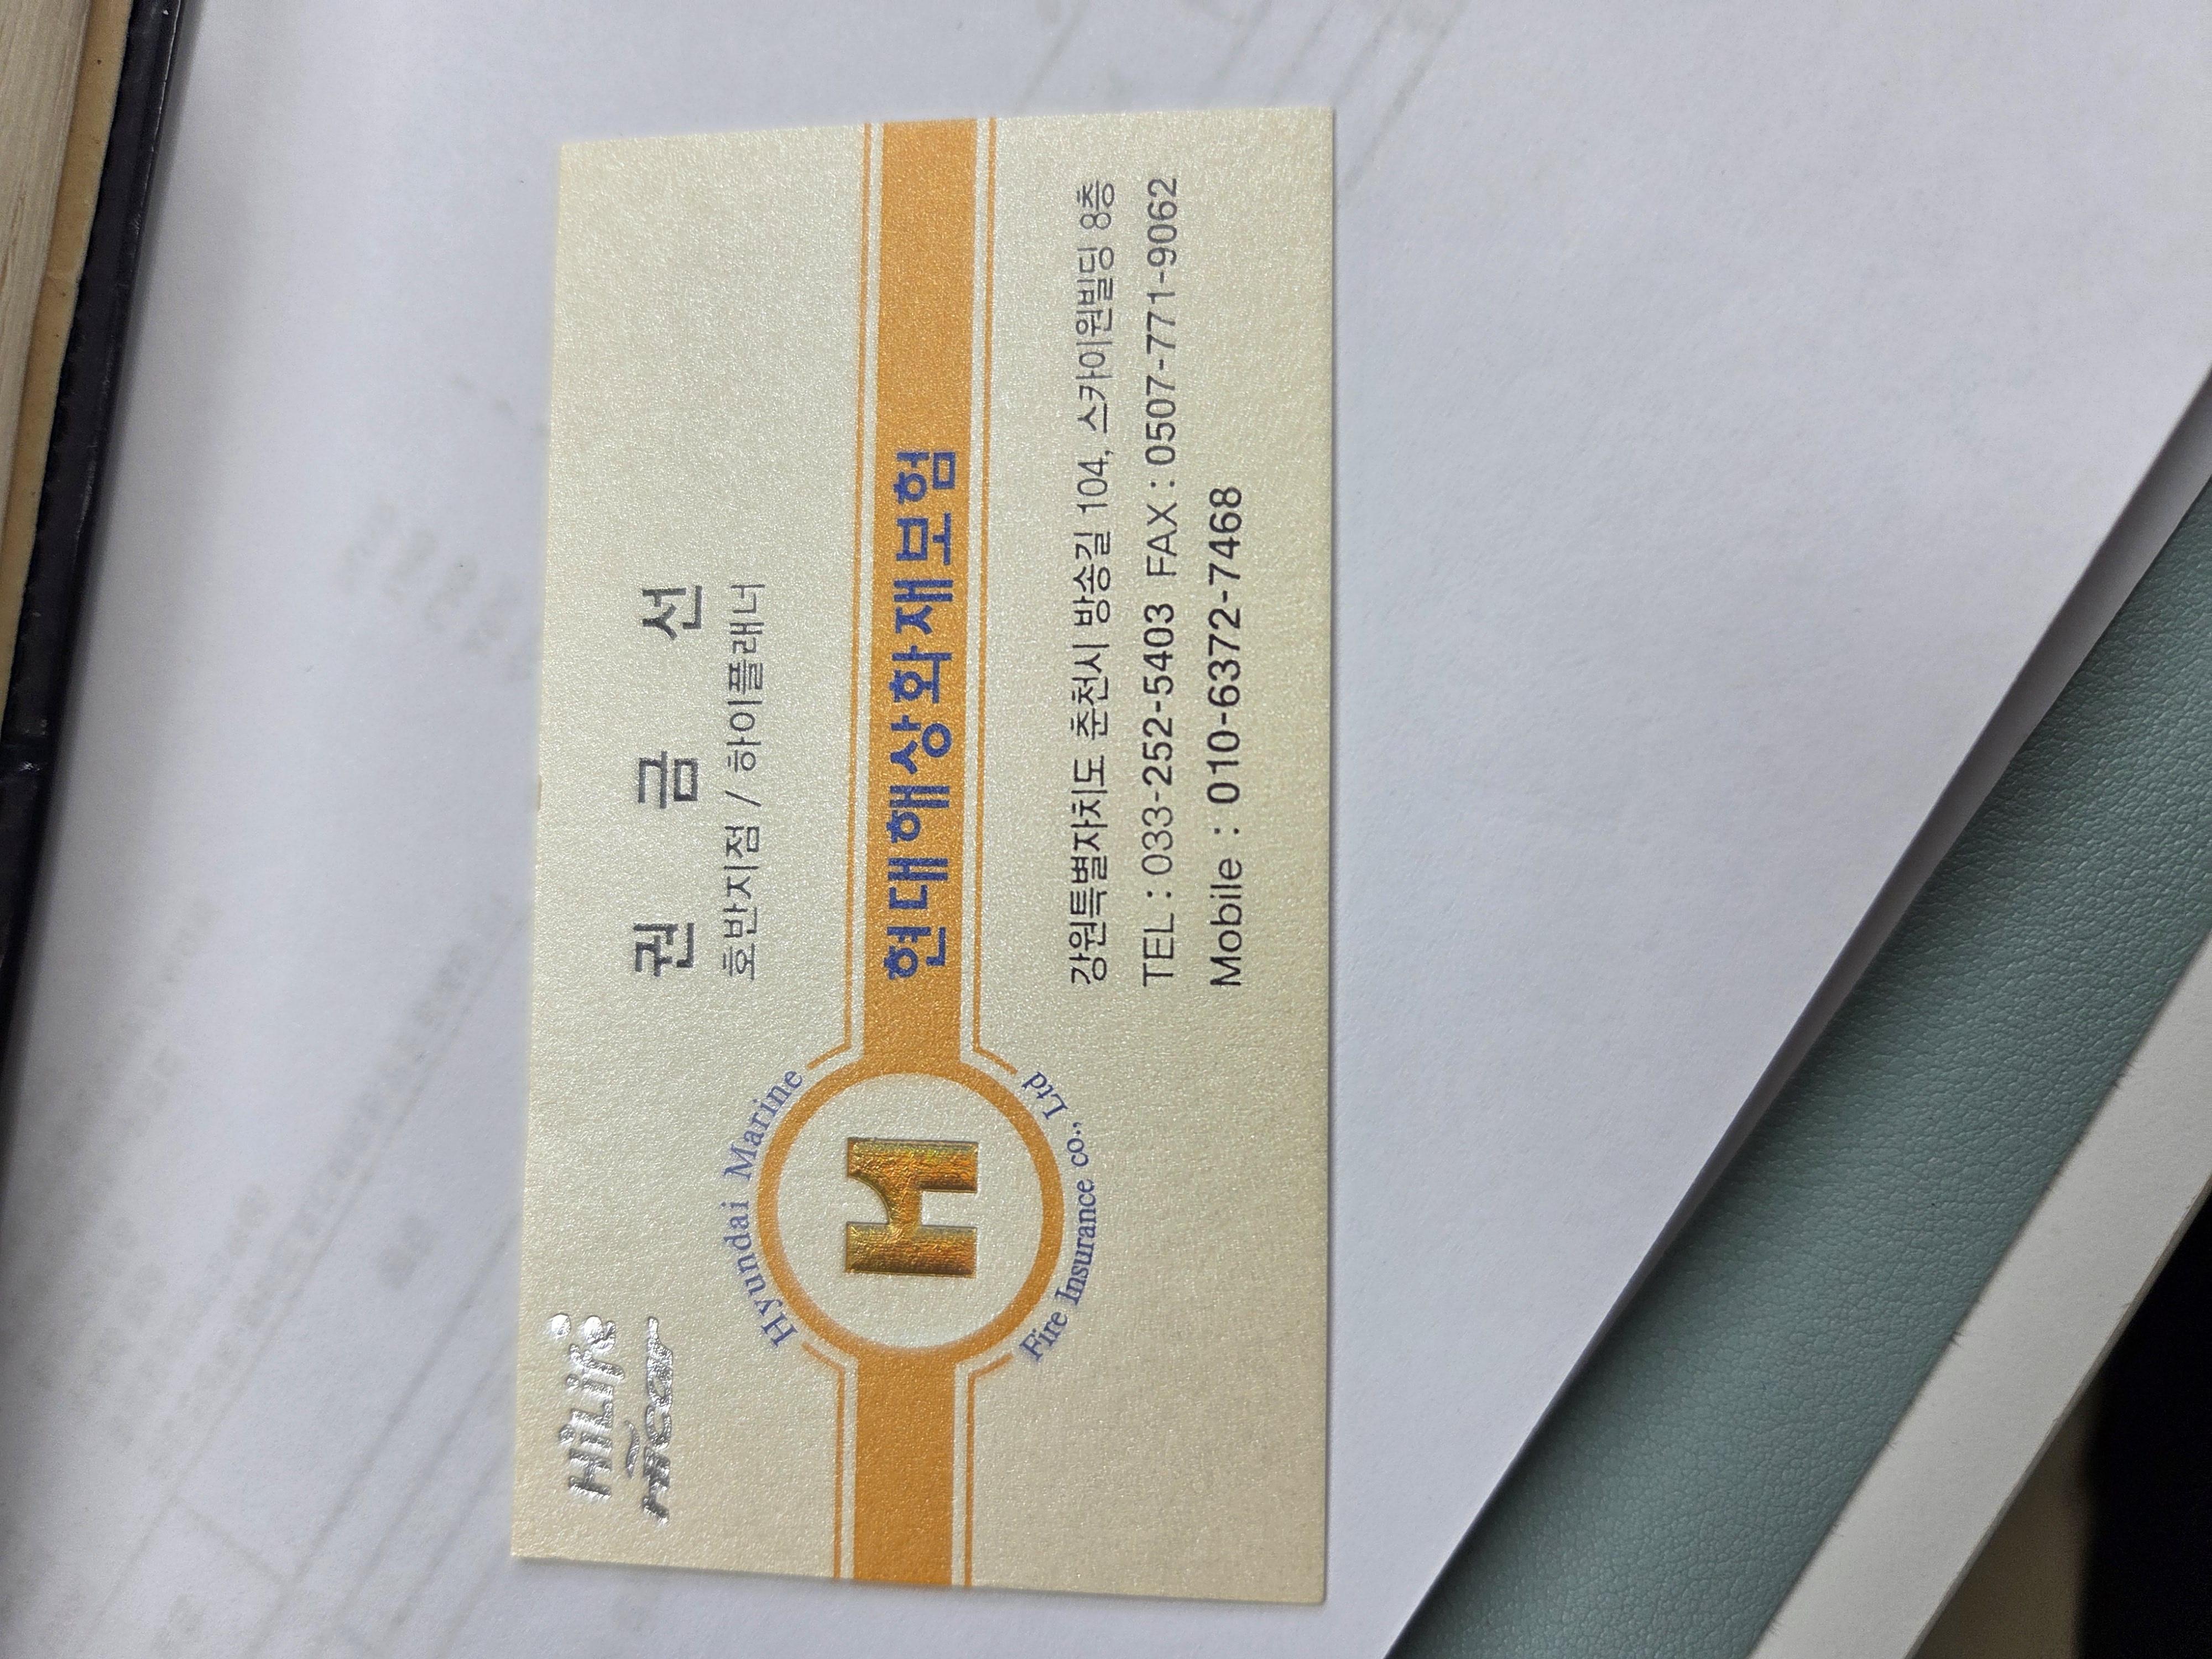 HiLife
Hicar
권 금 선
호반지점 / 하이플래너
Hyundai Marine
현대해상화재보험
Fire Insurance co., Ltd
강원특별자치도 춘천시 방송길 104, 스카이원빌딩 8층
TEL : 033-252-5403 FAX : 0507-771-9062
Mobile : 010-6372-7468